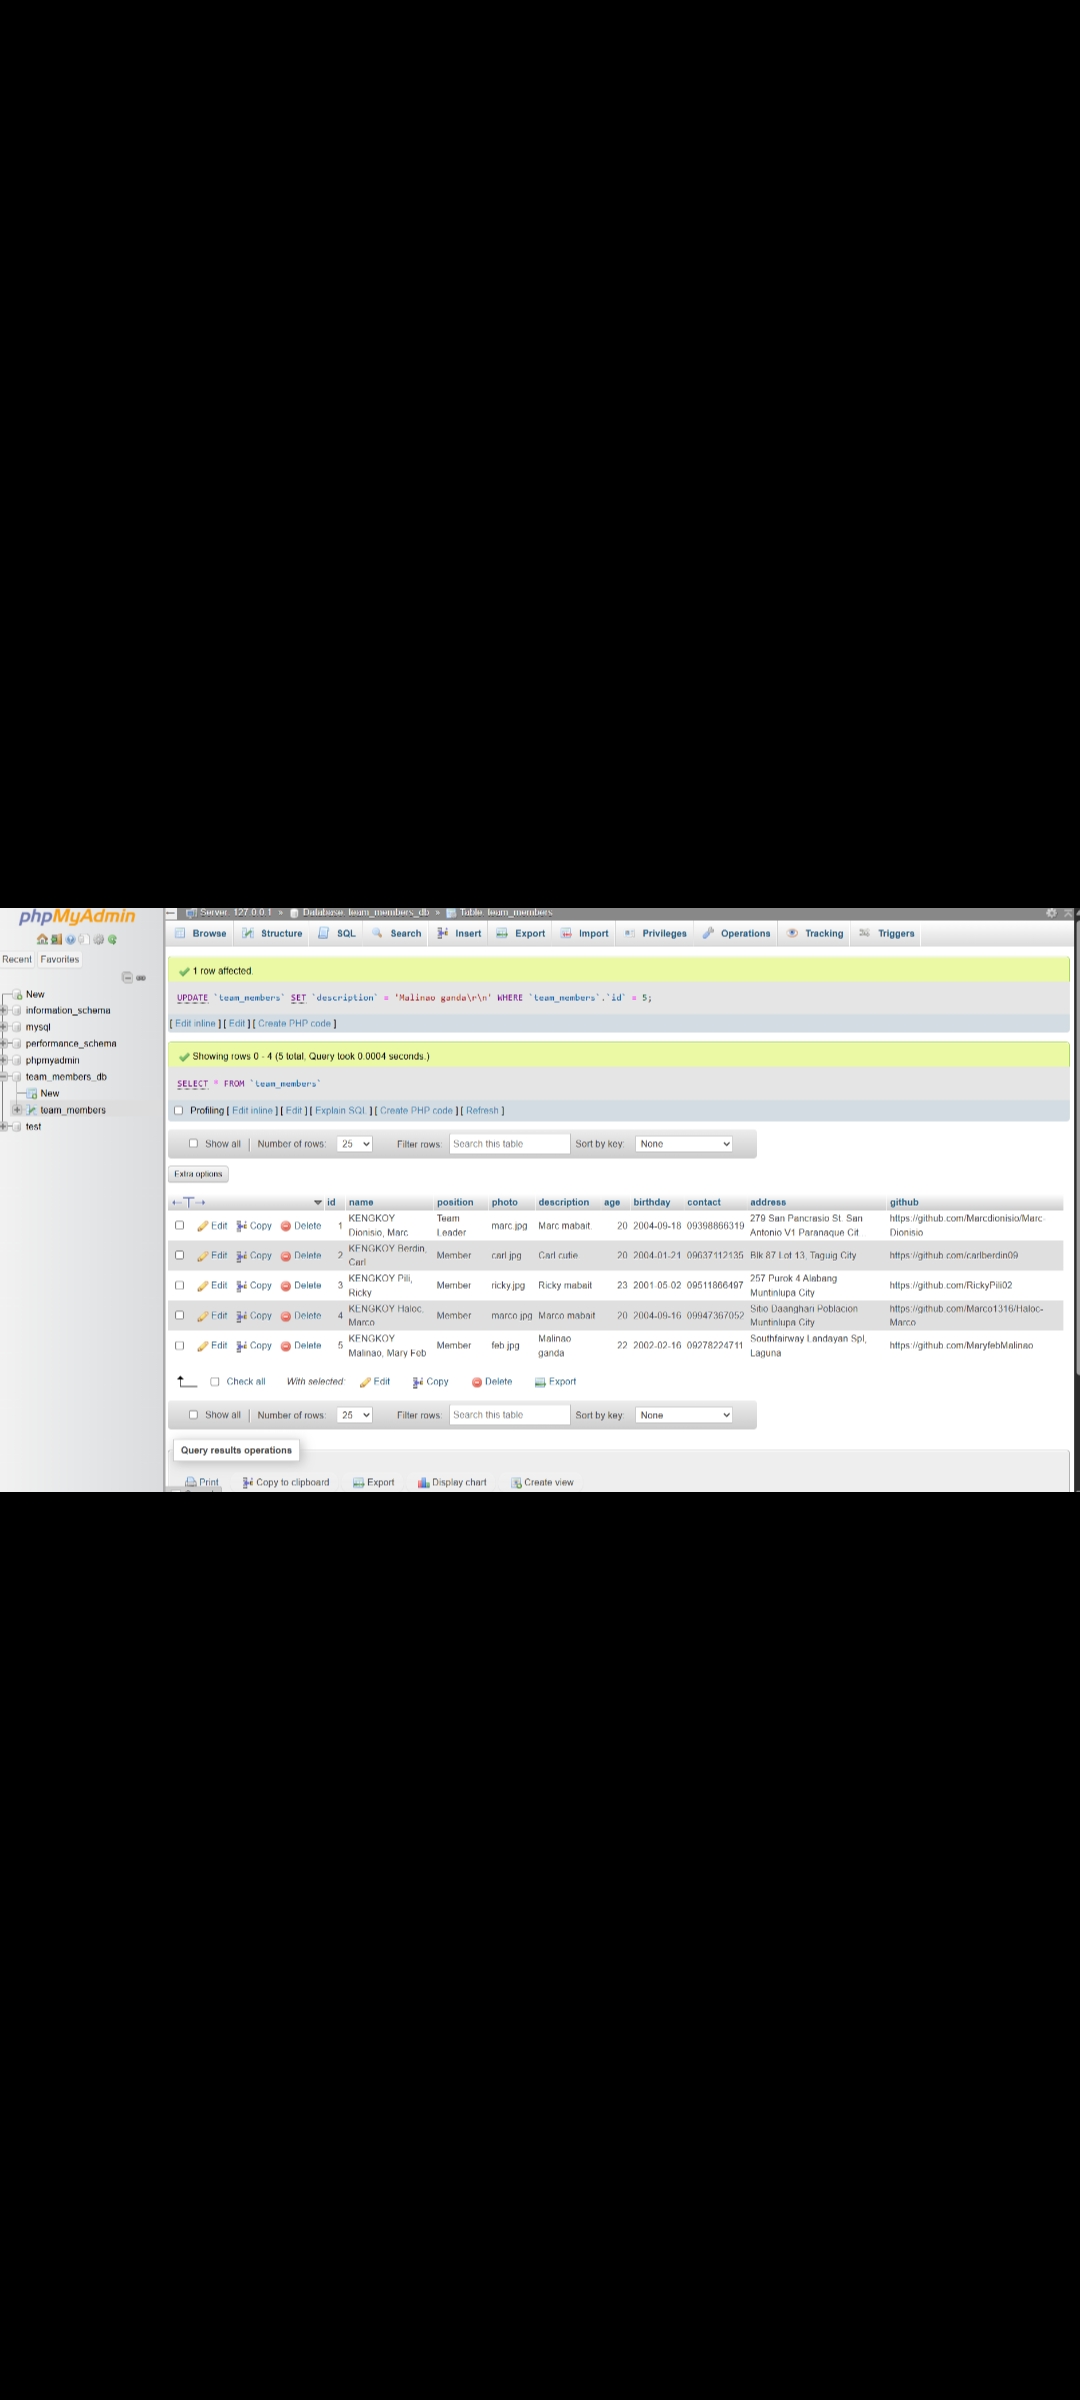 phpMyAdmin
Recent Favorites
New
information_schema
mysql
performance_schema
phpmyadmin
team_members_db
New
team_members
test
Server: 127.0.0.1 » Database: team_members_db » Table: team_members
Browse Structure SQL Search Insert Export Import Privileges Operations Tracking Triggers
1 row affected.
UPDATE `team_members` SET `description` = 'Malinao ganda\r\n' WHERE `team_members`.`id` = 5;
[ Edit inline ] [ Edit ] [ Create PHP code ]
Showing rows 0 - 4 (5 total, Query took 0.0004 seconds.)
SELECT * FROM `team_members`
Profiling [ Edit inline ] [ Edit ] [ Explain SQL ] [ Create PHP code ] [ Refresh ]
Show all | Number of rows: 25 Filter rows: Search this table Sort by key: None
Extra options
id name position photo description age birthday contact address github
Edit Copy Delete 1 KENGKOY Dionisio, Marc Team Leader marc.jpg Marc mabait. 20 2004-09-18 09398866319 279 San Pancrasio St. San Antonio V1 Paranaque Cit... https://github.com/Marcdionisio/Marc-Dionisio
Edit Copy Delete 2 KENGKOY Berdin, Carl Member carl.jpg Carl cutie 20 2004-01-21 09637112135 Blk 87 Lot 13, Taguig City https://github.com/carlberdin09
Edit Copy Delete 3 KENGKOY Pili, Ricky Member ricky.jpg Ricky mabait 23 2001-05-02 09511866497 257 Purok 4 Alabang Muntinlupa City https://github.com/RickyPili02
Edit Copy Delete 4 KENGKOY Haloc, Marco Member marco.jpg Marco mabait 20 2004-09-16 09947367052 Sitio Daanghari Poblacion Muntinlupa City https://github.com/Marco1316/Haloc-Marco
Edit Copy Delete 5 KENGKOY Malinao, Mary Feb Member feb.jpg Malinao ganda 22 2002-02-16 09278224711 Southfairway Landayan Spl, Laguna https://github.com/MaryfebMalinao
Check all With selected: Edit Copy Delete Export
Show all | Number of rows: 25 Filter rows: Search this table Sort by key: None
Query results operations
Print Copy to clipboard Export Display chart Create view